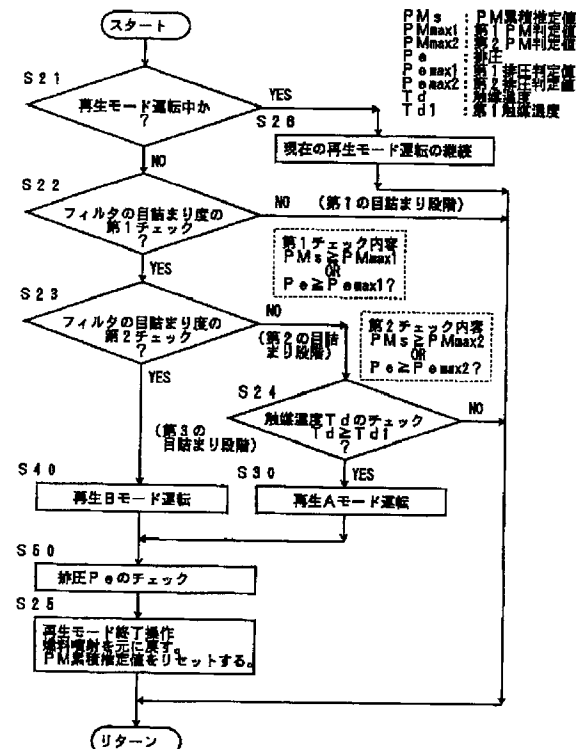 スタート
PMs : PM累積推定値
PMmax1 : 第1PM判定値
PMmax2 : 第2PM判定値
Pe : 排圧
Pemax1 : 第1排圧判定値
Pemax2 : 第2排圧判定値
Td : 触媒温度
Td1 : 第1触媒温度
S21
再生モード運転中か
?
YES
S26
現在の再生モード運転の継続
NO
S22
フィルタの目詰まり度の
第1チェック
?
NO (第1の目詰まり段階)
第1チェック内容
PMs≧PMmax1
OR
Pe≧Pemax1?
YES
S23
フィルタの目詰まり度の
第2チェック
?
NO
(第2の目詰
まり段階)
第2チェック内容
PMs≧PMmax2
OR
Pe≧Pemax2?
YES
S24
触媒温度Tdのチェック
Td≧Td1
?
NO
(第3の
目詰まり段階)
YES
S40
再生Bモード運転
S30
再生Aモード運転
S50
排圧Peのチェック
S25
再生モード終了操作
燃料噴射を元に戻す。
PM累積推定値をリセットする。
リターン